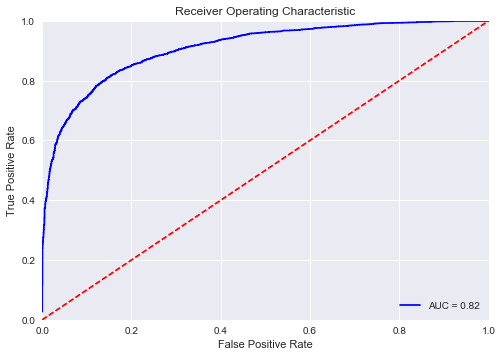 Receiver Operating Characteristic
1.0
0.8
0.6
0.4
0.2
0.0
True Positive Rate
AUC = 0.82
0.0 0.2 0.4 0.6 0.8 1.0
False Positive Rate